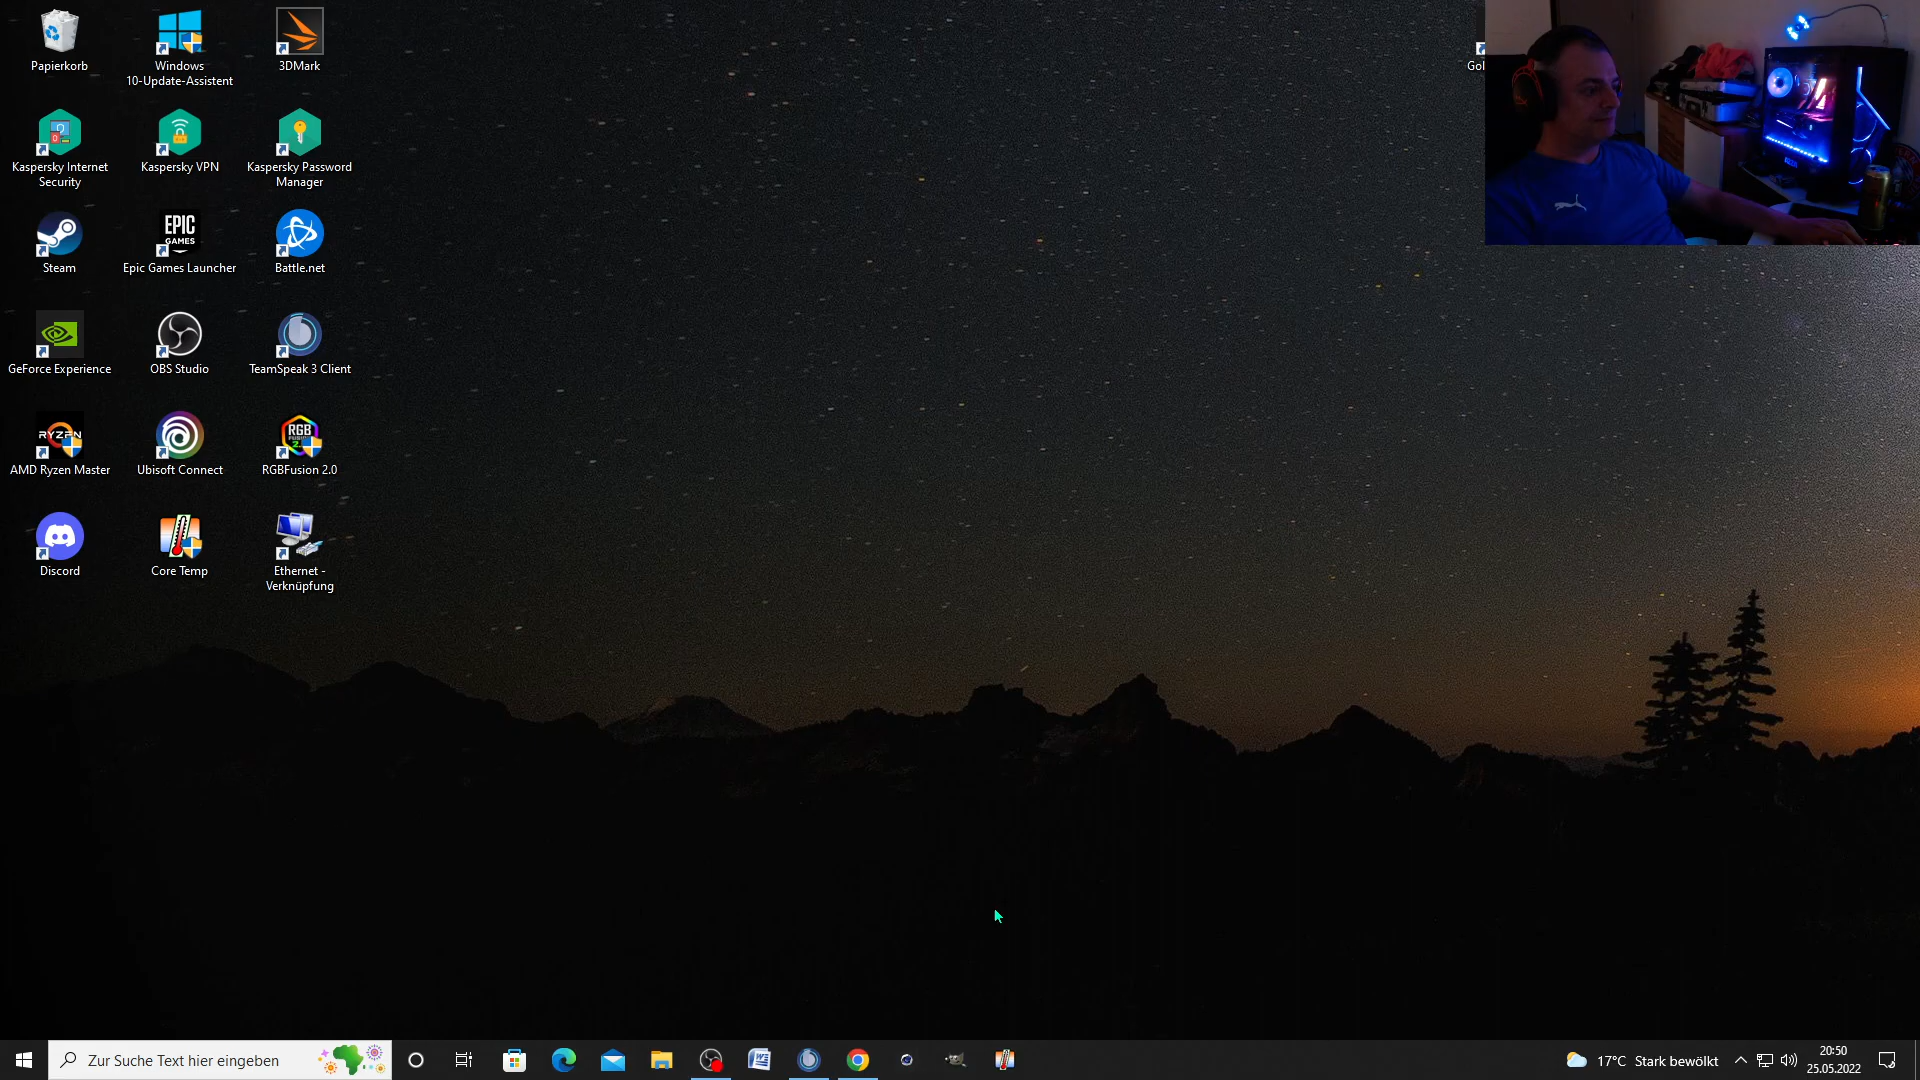 Papierkorb
Windows
10-Update-Assistent
3DMark
Kaspersky Internet
Security
Kaspersky VPN
Kaspersky Password
Manager
Steam
EPIC
GAMES
Epic Games Launcher
Battle.net
GeForce Experience
OBS Studio
TeamSpeak 3 Client
RYZEN
AMD Ryzen Master
Ubisoft Connect
RGB
RGBFusion 2.0
Discord
Core Temp
Ethernet -
Verknüpfung
Gol
Zur Suche Text hier eingeben
17°C Stark bewölkt
20:50
25.05.2022